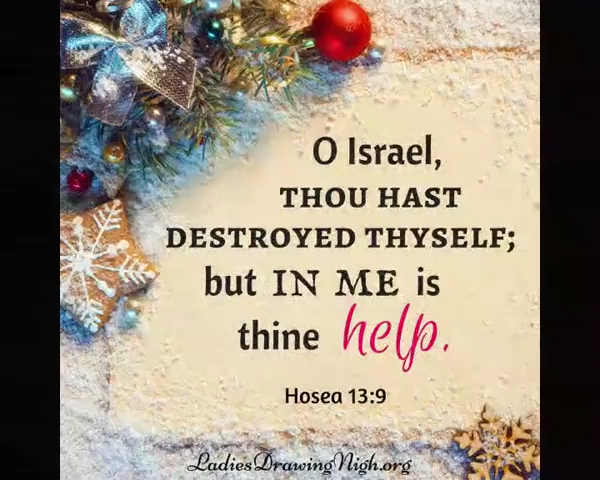 O Israel,
THOU HAST
DESTROYED THYSELF;
but IN ME is
thine help.
Hosea 13:9
LadiesDrawingNigh.org